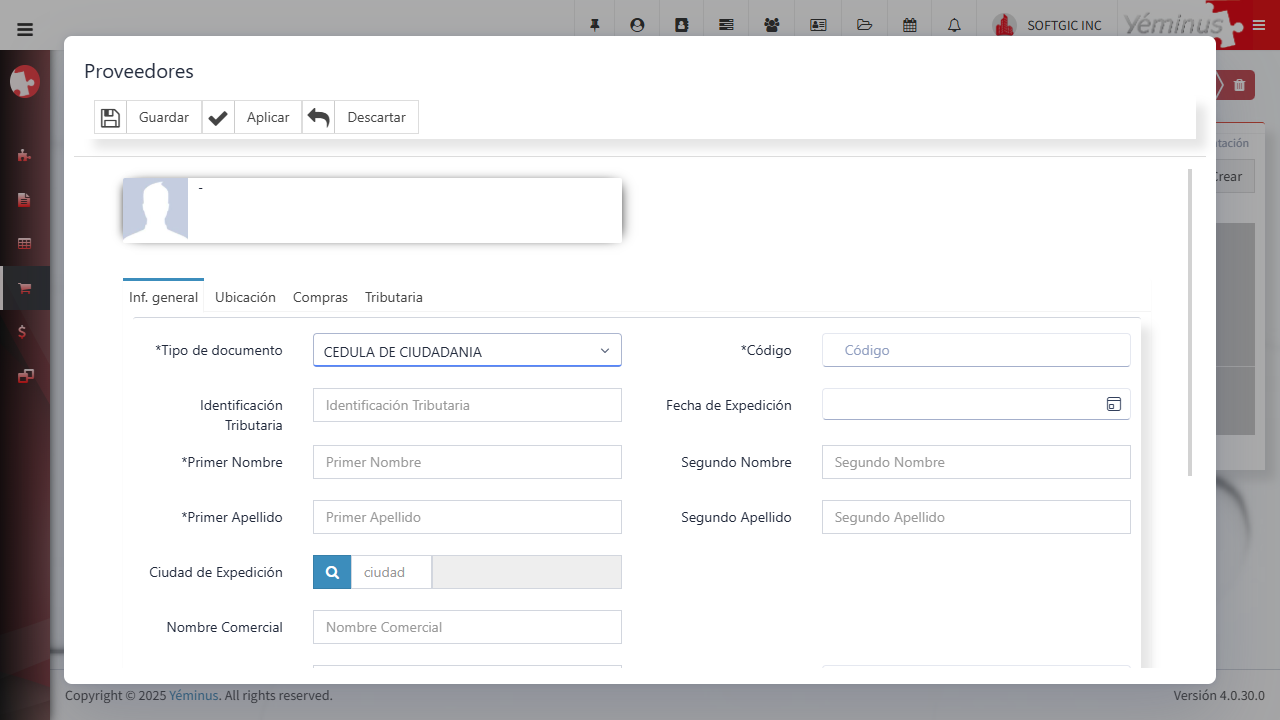 SOFTGIC INC
Yéminus
Proveedores
Guardar
Aplicar
Descartar
tación
Crear
-
Inf. general
Ubicación
Compras
Tributaria
*Tipo de documento
CEDULA DE CIUDADANIA
*Código
Código
Identificación
Tributaria
Identificación Tributaria
Fecha de Expedición
*Primer Nombre
Primer Nombre
Segundo Nombre
Segundo Nombre
*Primer Apellido
Primer Apellido
Segundo Apellido
Segundo Apellido
Ciudad de Expedición
ciudad
Nombre Comercial
Nombre Comercial
Copyright © 2025 Yéminus. All rights reserved.
Versión 4.0.30.0